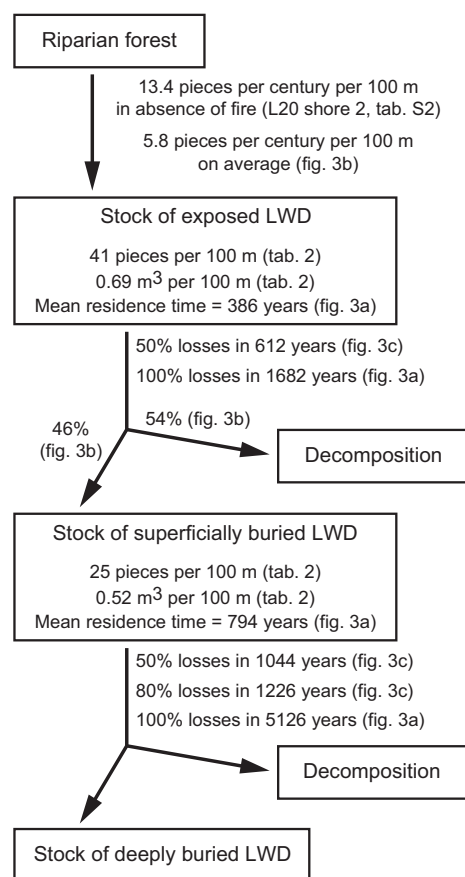 Riparian forest
13.4 pieces per century per 100 m
in absence of fire (L20 shore 2, tab. S2)
5.8 pieces per century per 100 m
on average (fig. 3b)
Stock of exposed LWD
41 pieces per 100 m (tab. 2)
0.69 m³ per 100 m (tab. 2)
Mean residence time = 386 years (fig. 3a)
50% losses in 612 years (fig. 3c)
100% losses in 1682 years (fig. 3a)
46%
(fig. 3b)
54% (fig. 3b)
Decomposition
Stock of superficially buried LWD
25 pieces per 100 m (tab. 2)
0.52 m³ per 100 m (tab. 2)
Mean residence time = 794 years (fig. 3a)
50% losses in 1044 years (fig. 3c)
80% losses in 1226 years (fig. 3c)
100% losses in 5126 years (fig. 3a)
Decomposition
Stock of deeply buried LWD